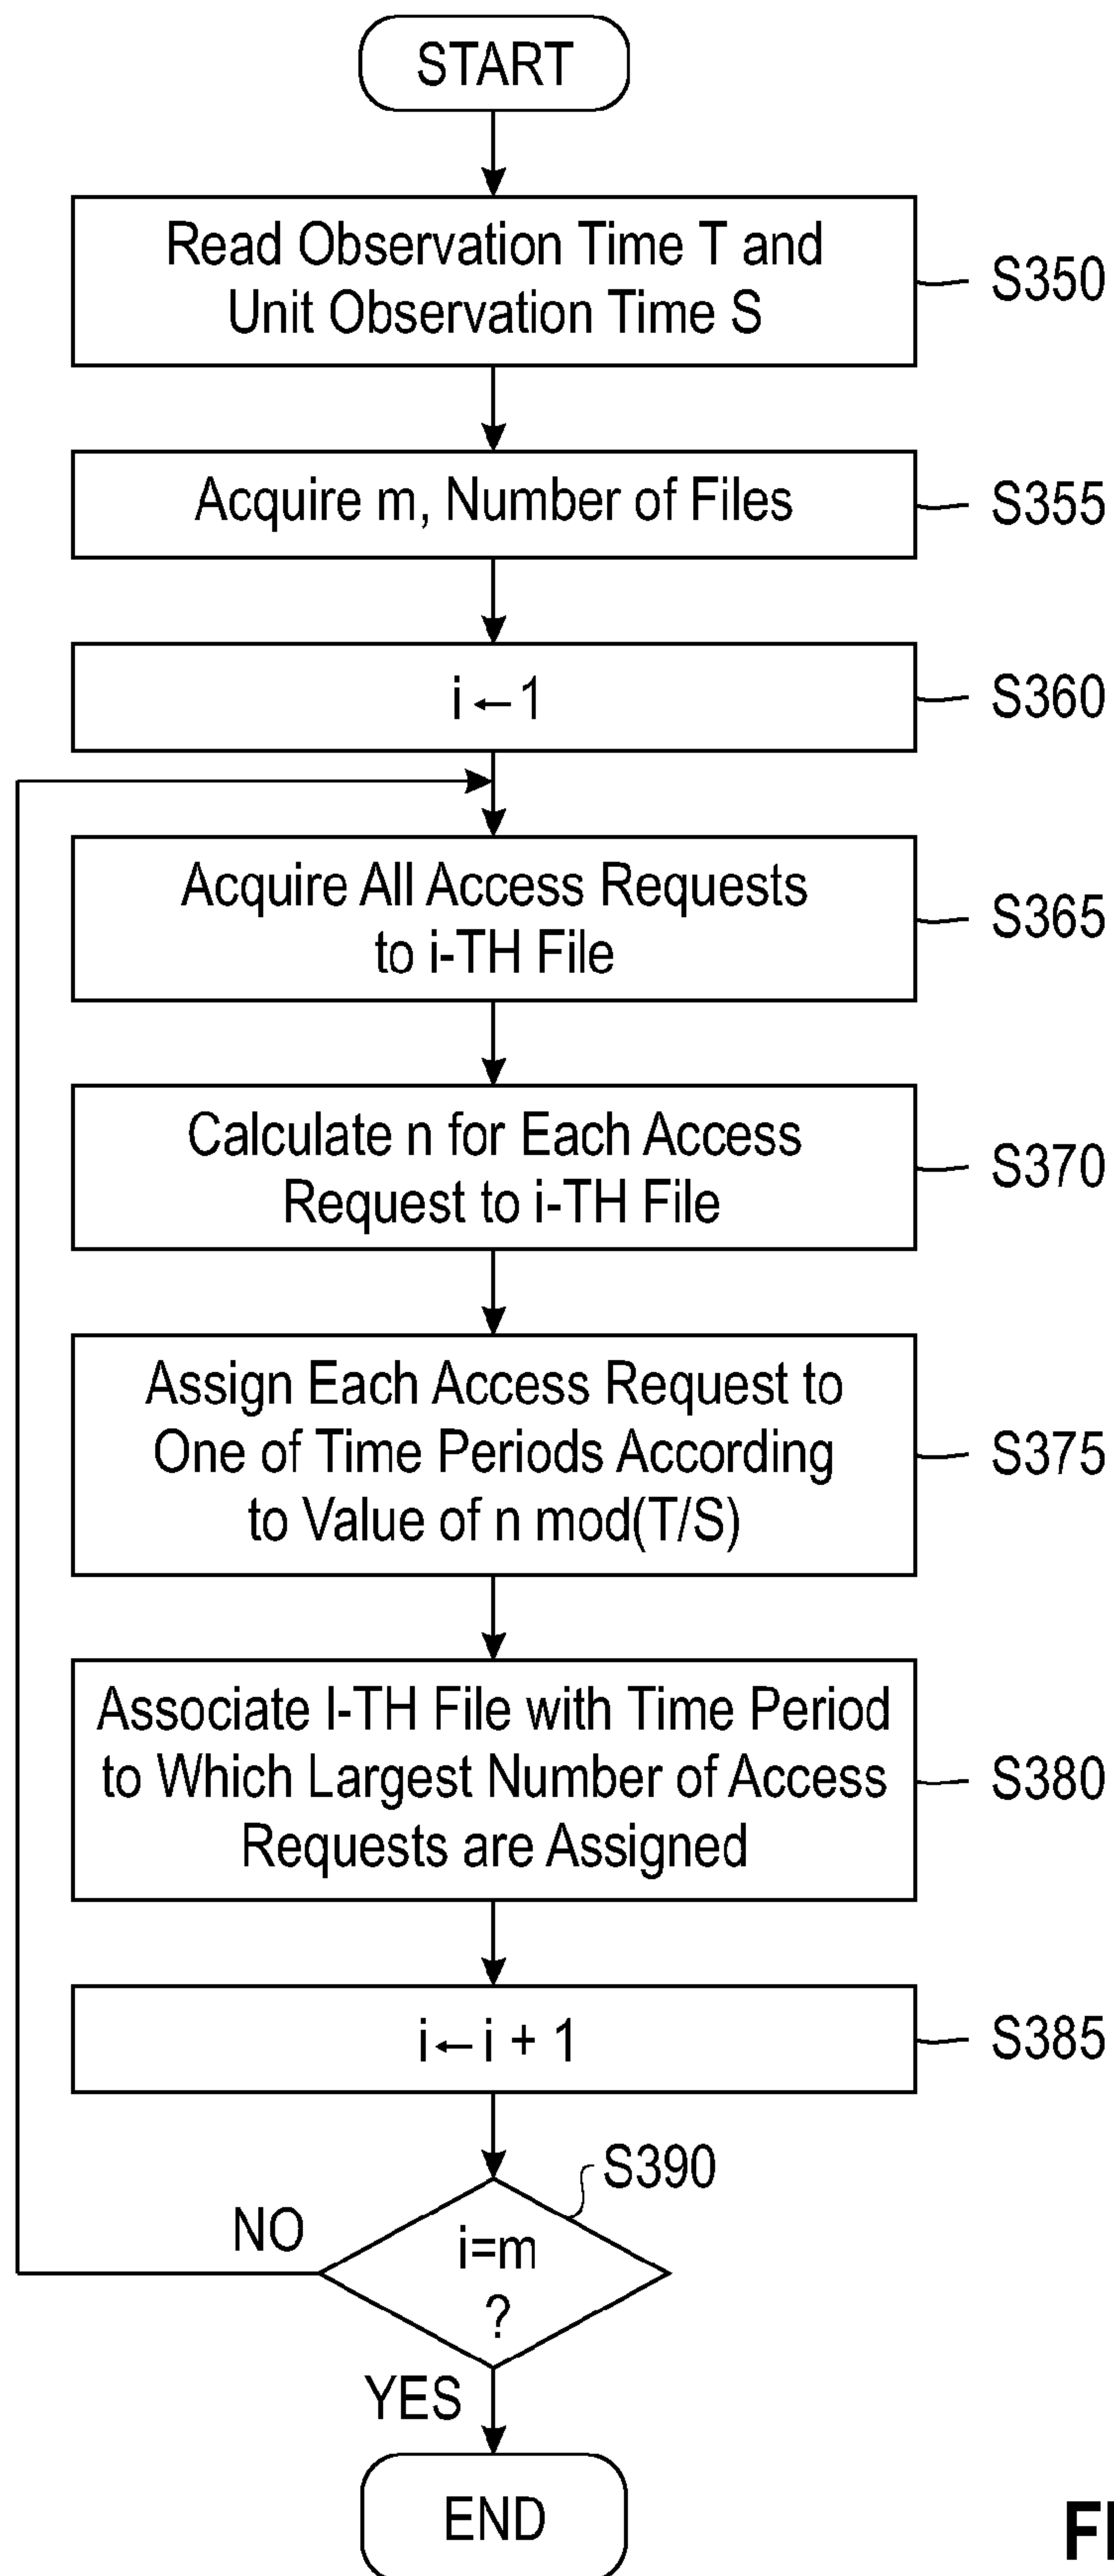 START
Read Observation Time T and
Unit Observation Time S
S350
Acquire m, Number of Files
S355
i ← 1
S360
Acquire All Access Requests
to i-TH File
S365
Calculate n for Each Access
Request to i-TH File
S370
Assign Each Access Request to
One of Time Periods According
to Value of n mod(T/S)
S375
Associate I-TH File with Time Period
to Which Largest Number of Access
Requests are Assigned
S380
i ← i + 1
S385
S390
NO
i=m
?
YES
END